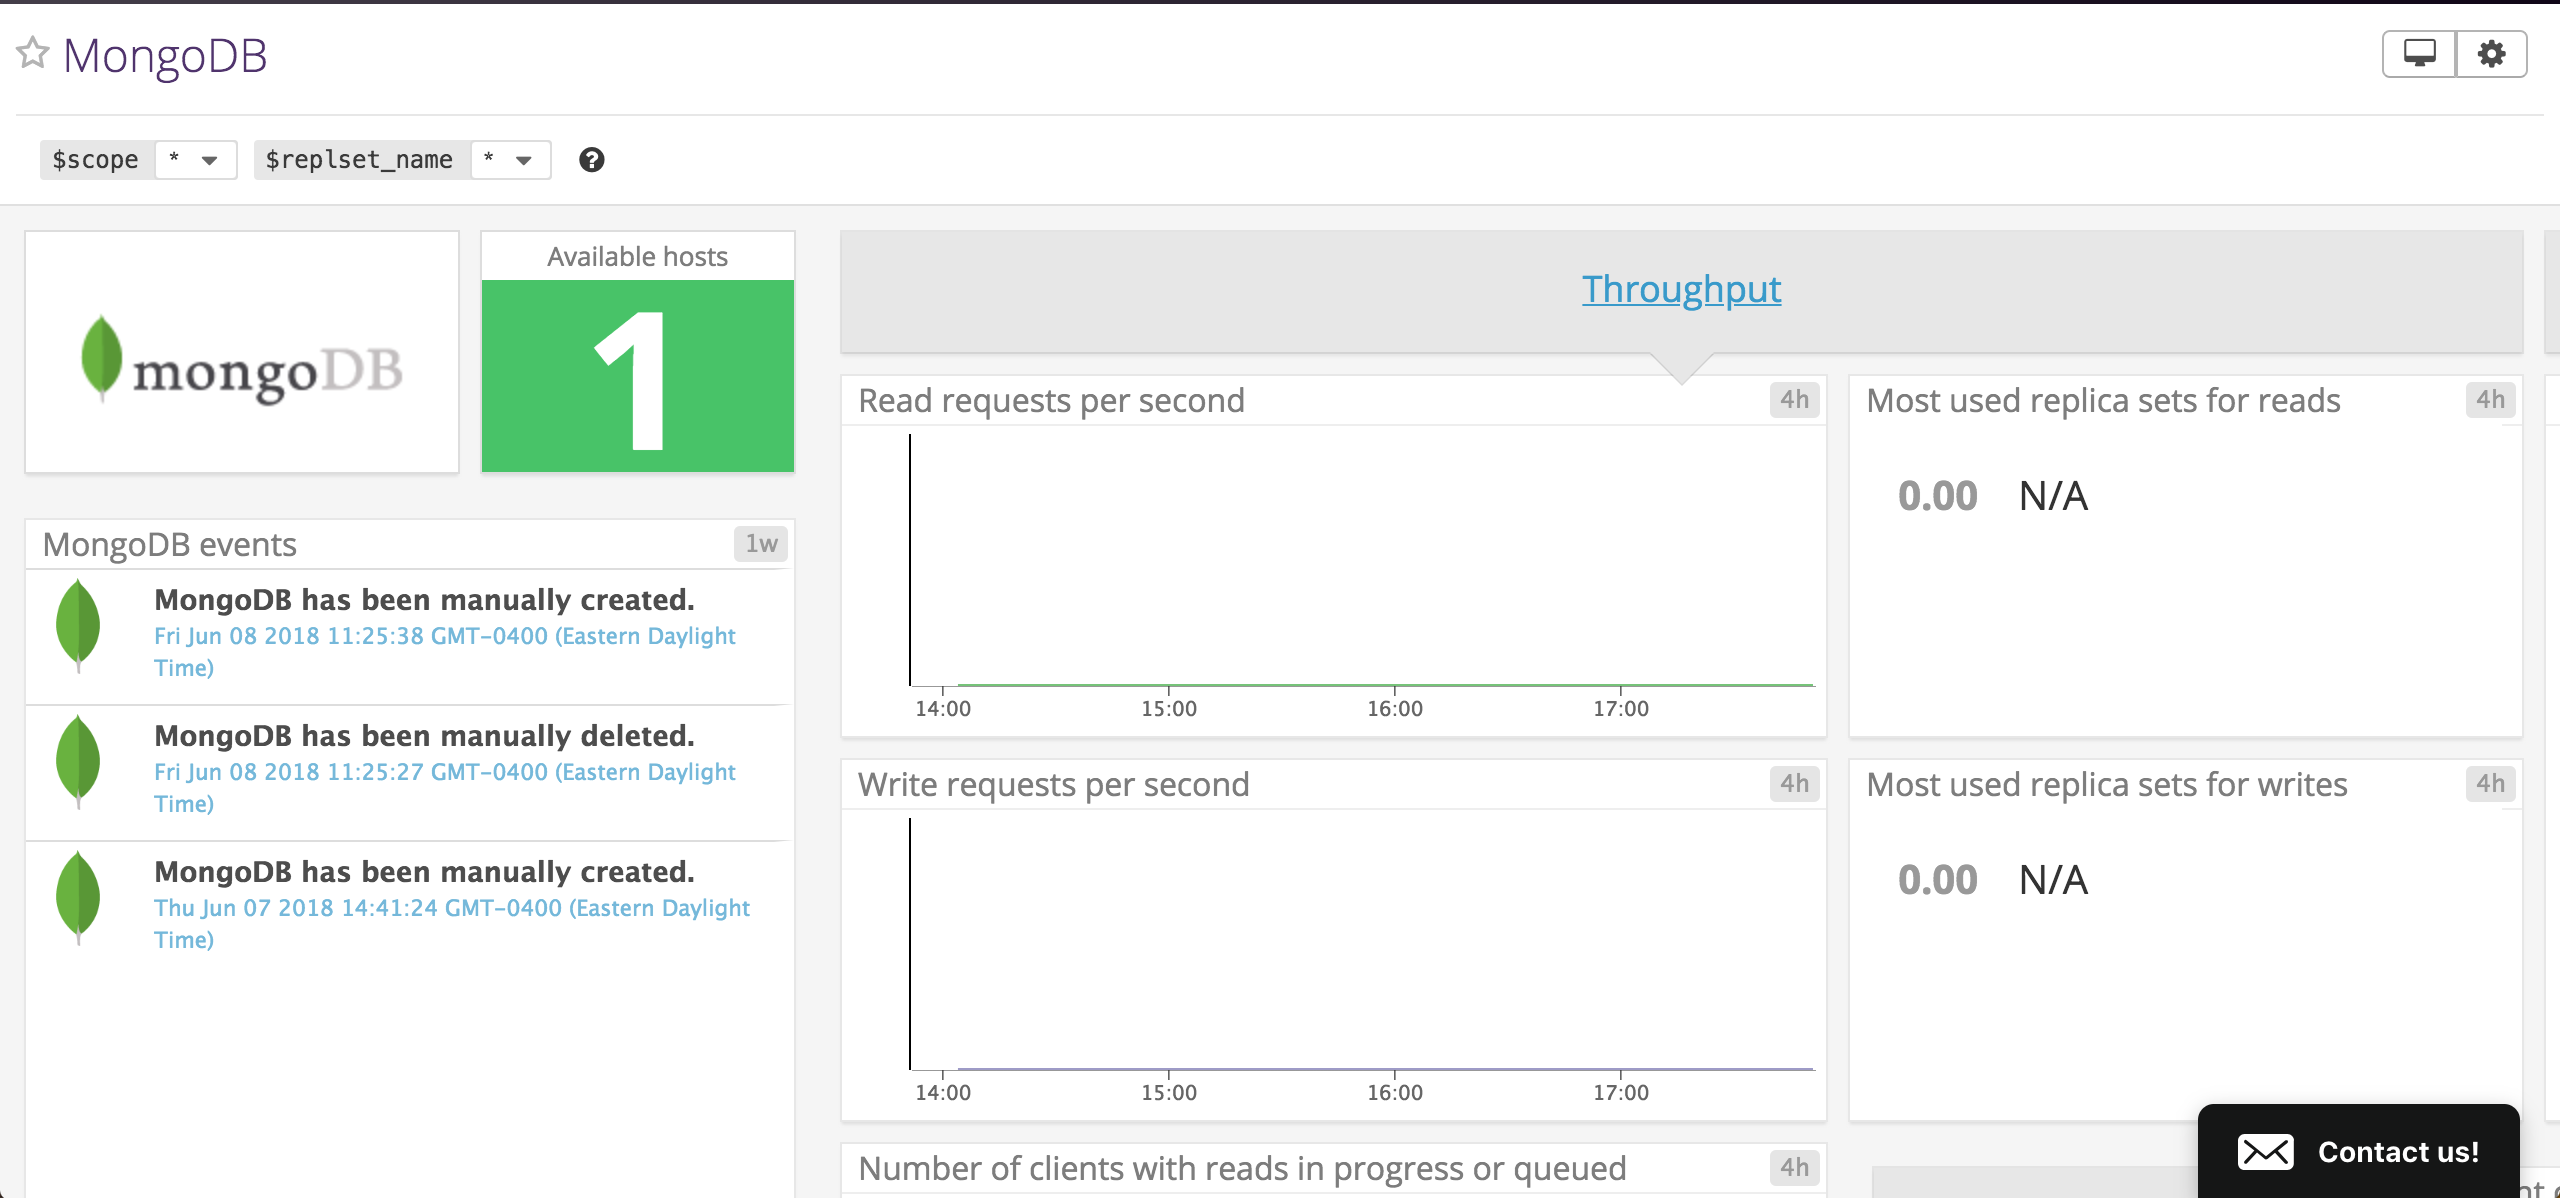 MongoDB
$scope * $replset_name * ?
mongoDB
Available hosts
1
MongoDB events 1w
MongoDB has been manually created.
Fri Jun 08 2018 11:25:38 GMT-0400 (Eastern Daylight
Time)
MongoDB has been manually deleted.
Fri Jun 08 2018 11:25:27 GMT-0400 (Eastern Daylight
Time)
MongoDB has been manually created.
Thu Jun 07 2018 14:41:24 GMT-0400 (Eastern Daylight
Time)
Throughput
Read requests per second 4h
14:00 15:00 16:00 17:00
Most used replica sets for reads 4h
0.00 N/A
Write requests per second 4h
14:00 15:00 16:00 17:00
Most used replica sets for writes 4h
0.00 N/A
Number of clients with reads in progress or queued 4h
Contact us!